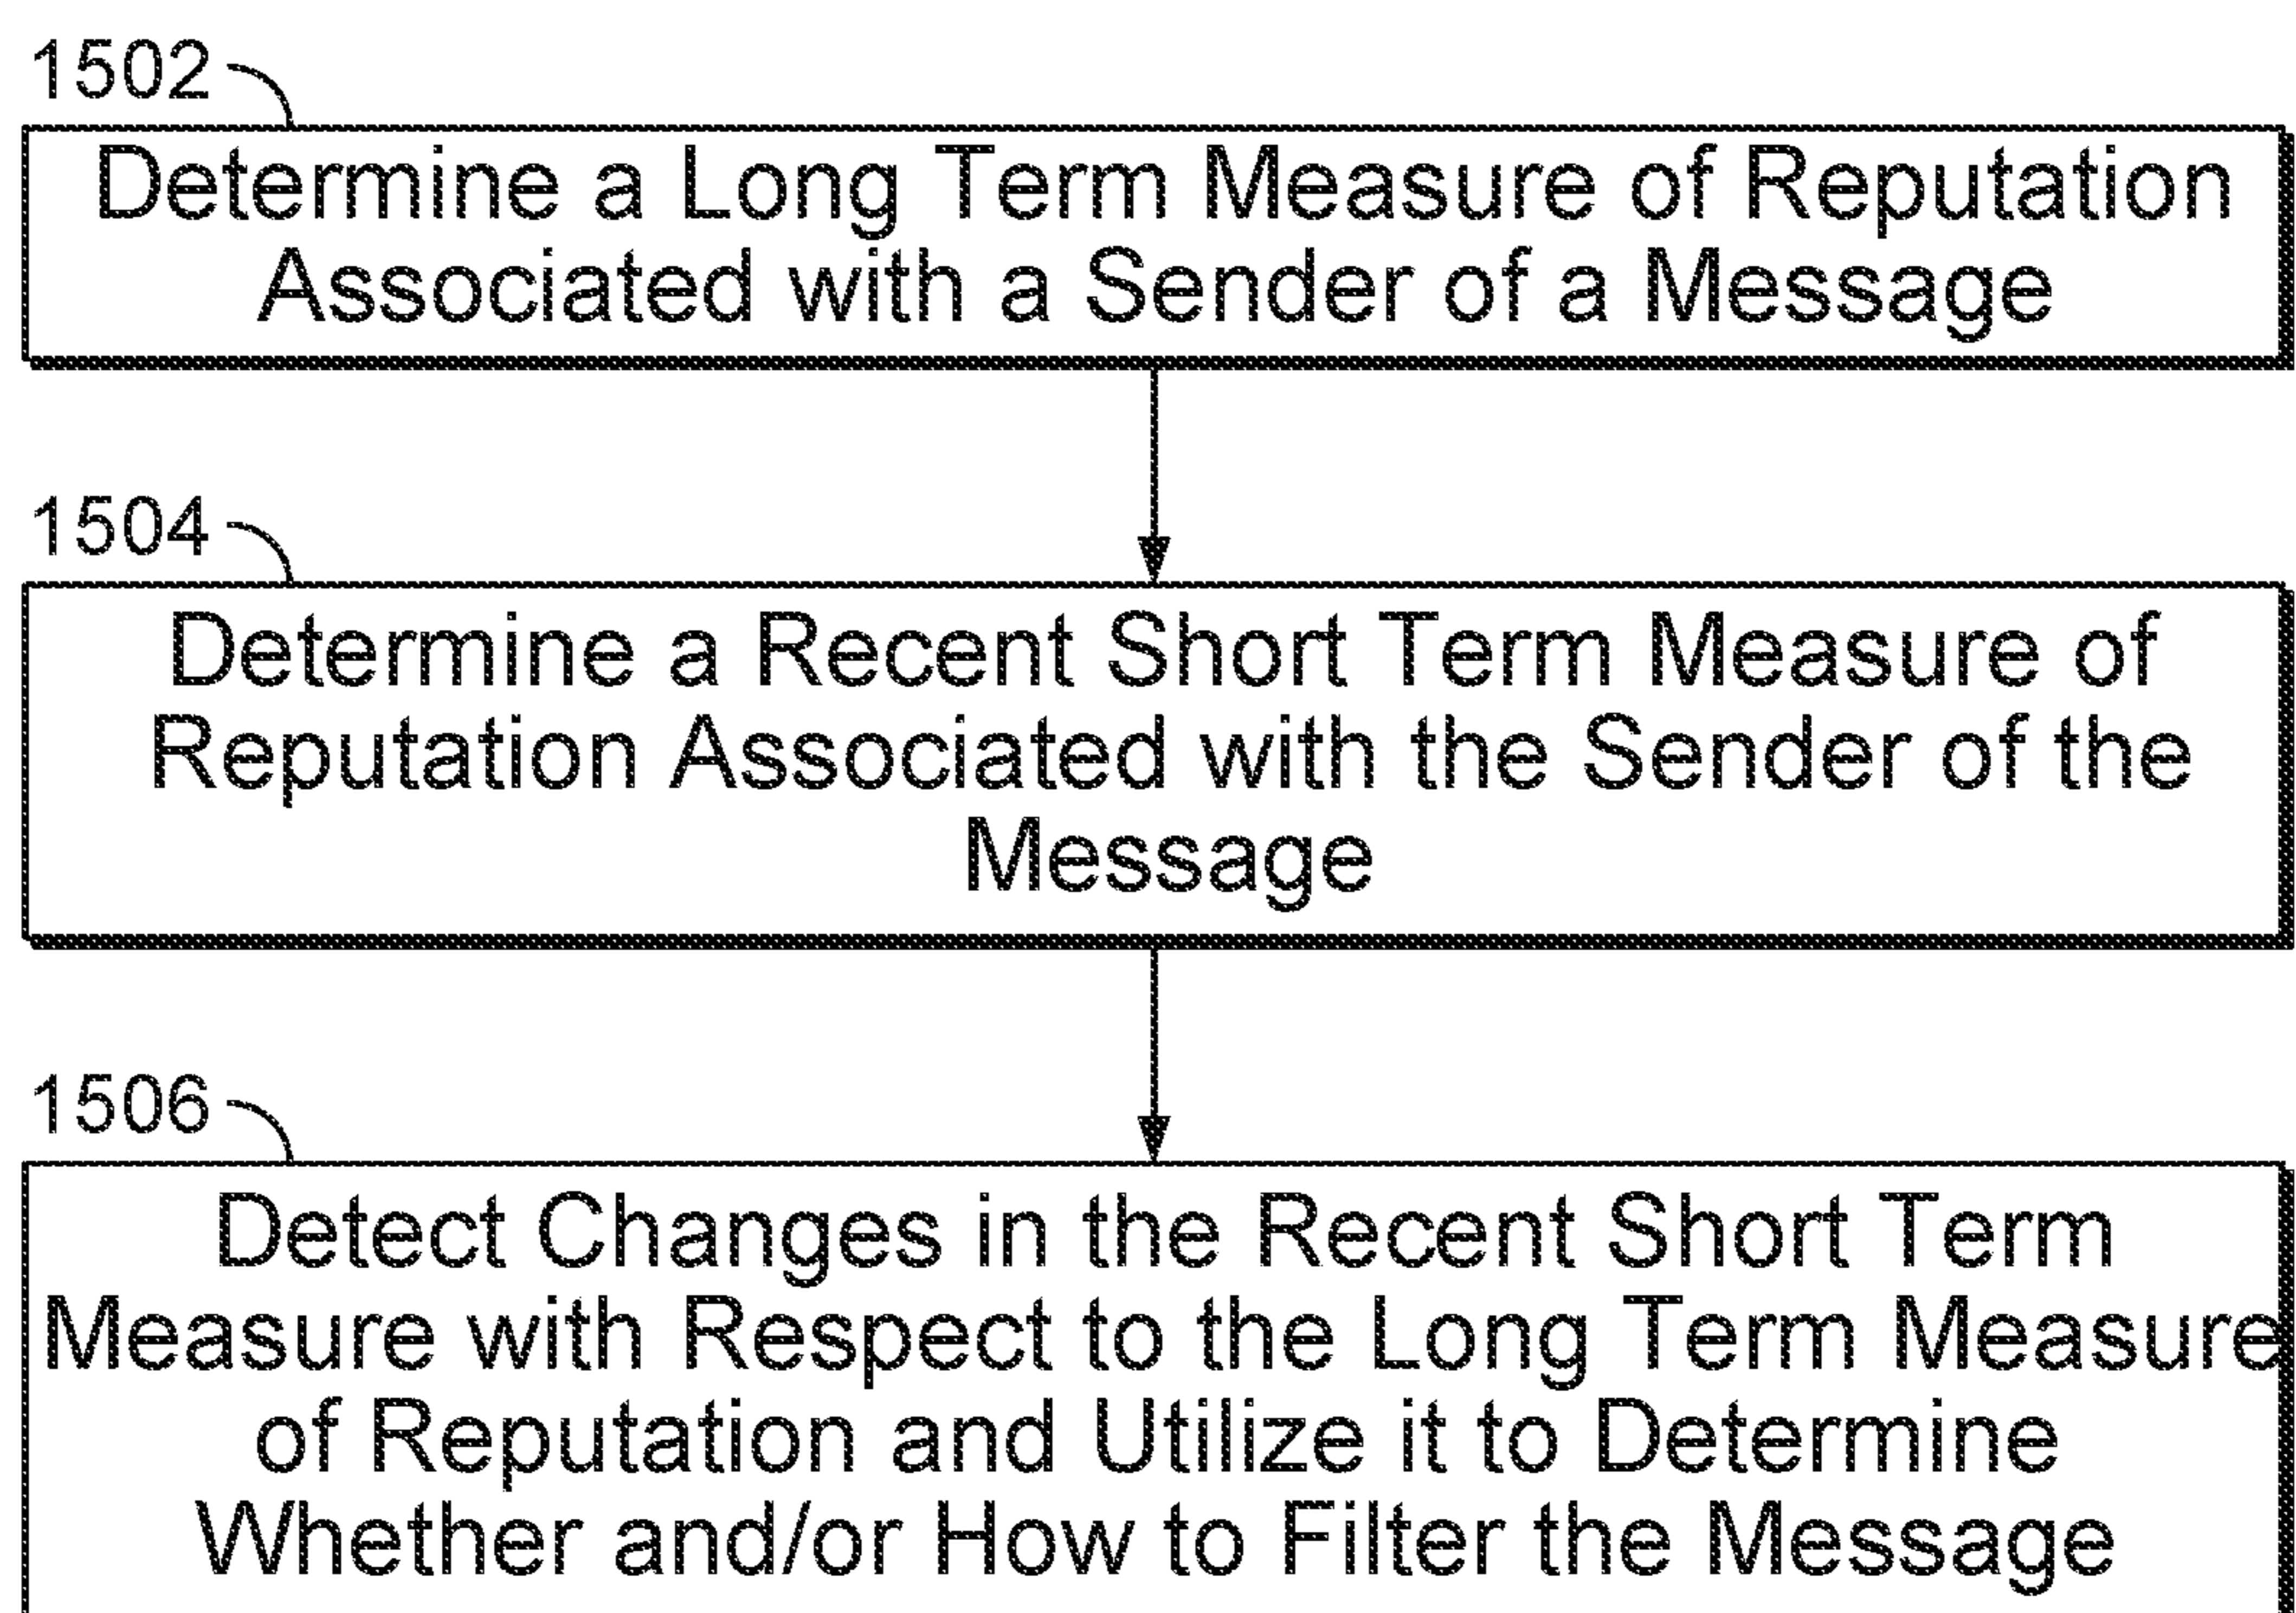 1502
Determine a Long Term Measure of Reputation
Associated with a Sender of a Message
1504
Determine a Recent Short Term Measure of
Reputation Associated with the Sender of the
Message
1506
Detect Changes in the Recent Short Term
Measure with Respect to the Long Term Measure
of Reputation and Utilize it to Determine
Whether and/or How to Filter the Message